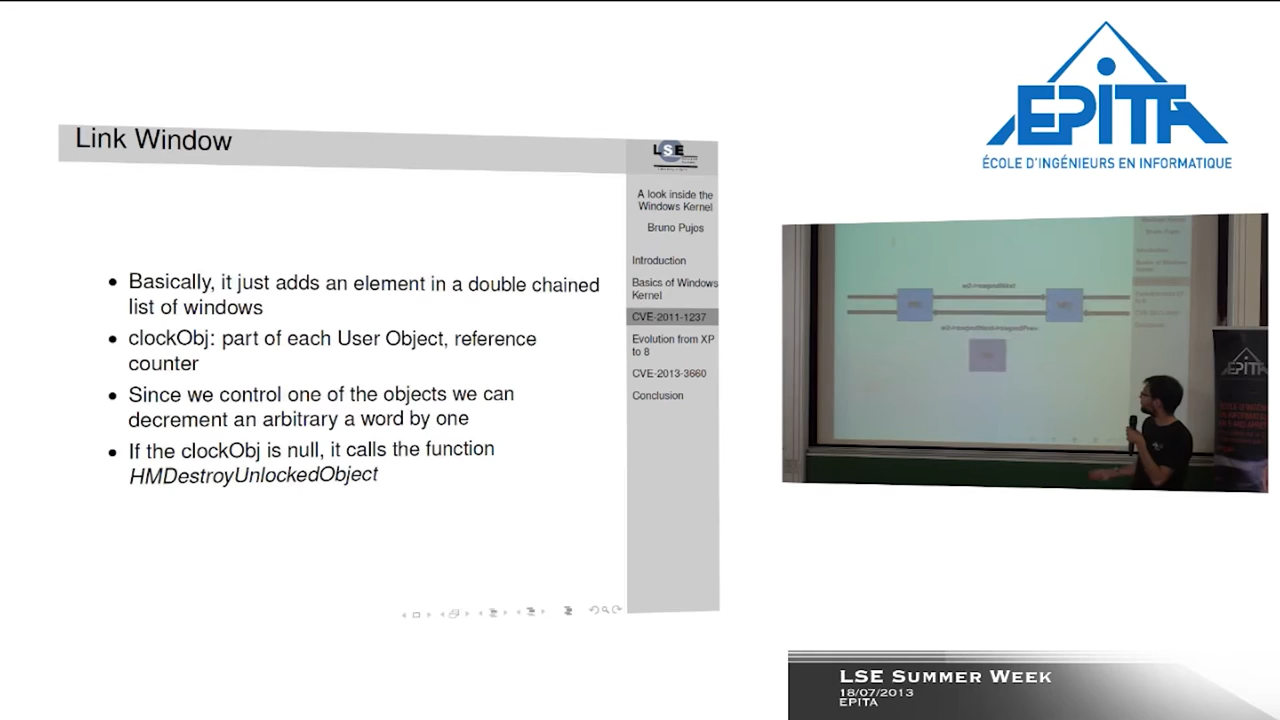 Link Window
LSE
A look inside the
Windows Kernel
Bruno Pujos
Introduction
Basics of Windows
Kernel
CVE-2011-1237
Evolution from XP
to 8
CVE-2013-3660
Conclusion
• Basically, it just adds an element in a double chained
list of windows
• clockObj: part of each User Object, reference
counter
• Since we control one of the objects we can
decrement an arbitrary a word by one
• If the clockObj is null, it calls the function
HMDestroyUnlockedObject
EPITA
ÉCOLE D'INGÉNIEURS EN INFORMATIQUE
EPITA
LSE SUMMER WEEK
18/07/2013
EPITA